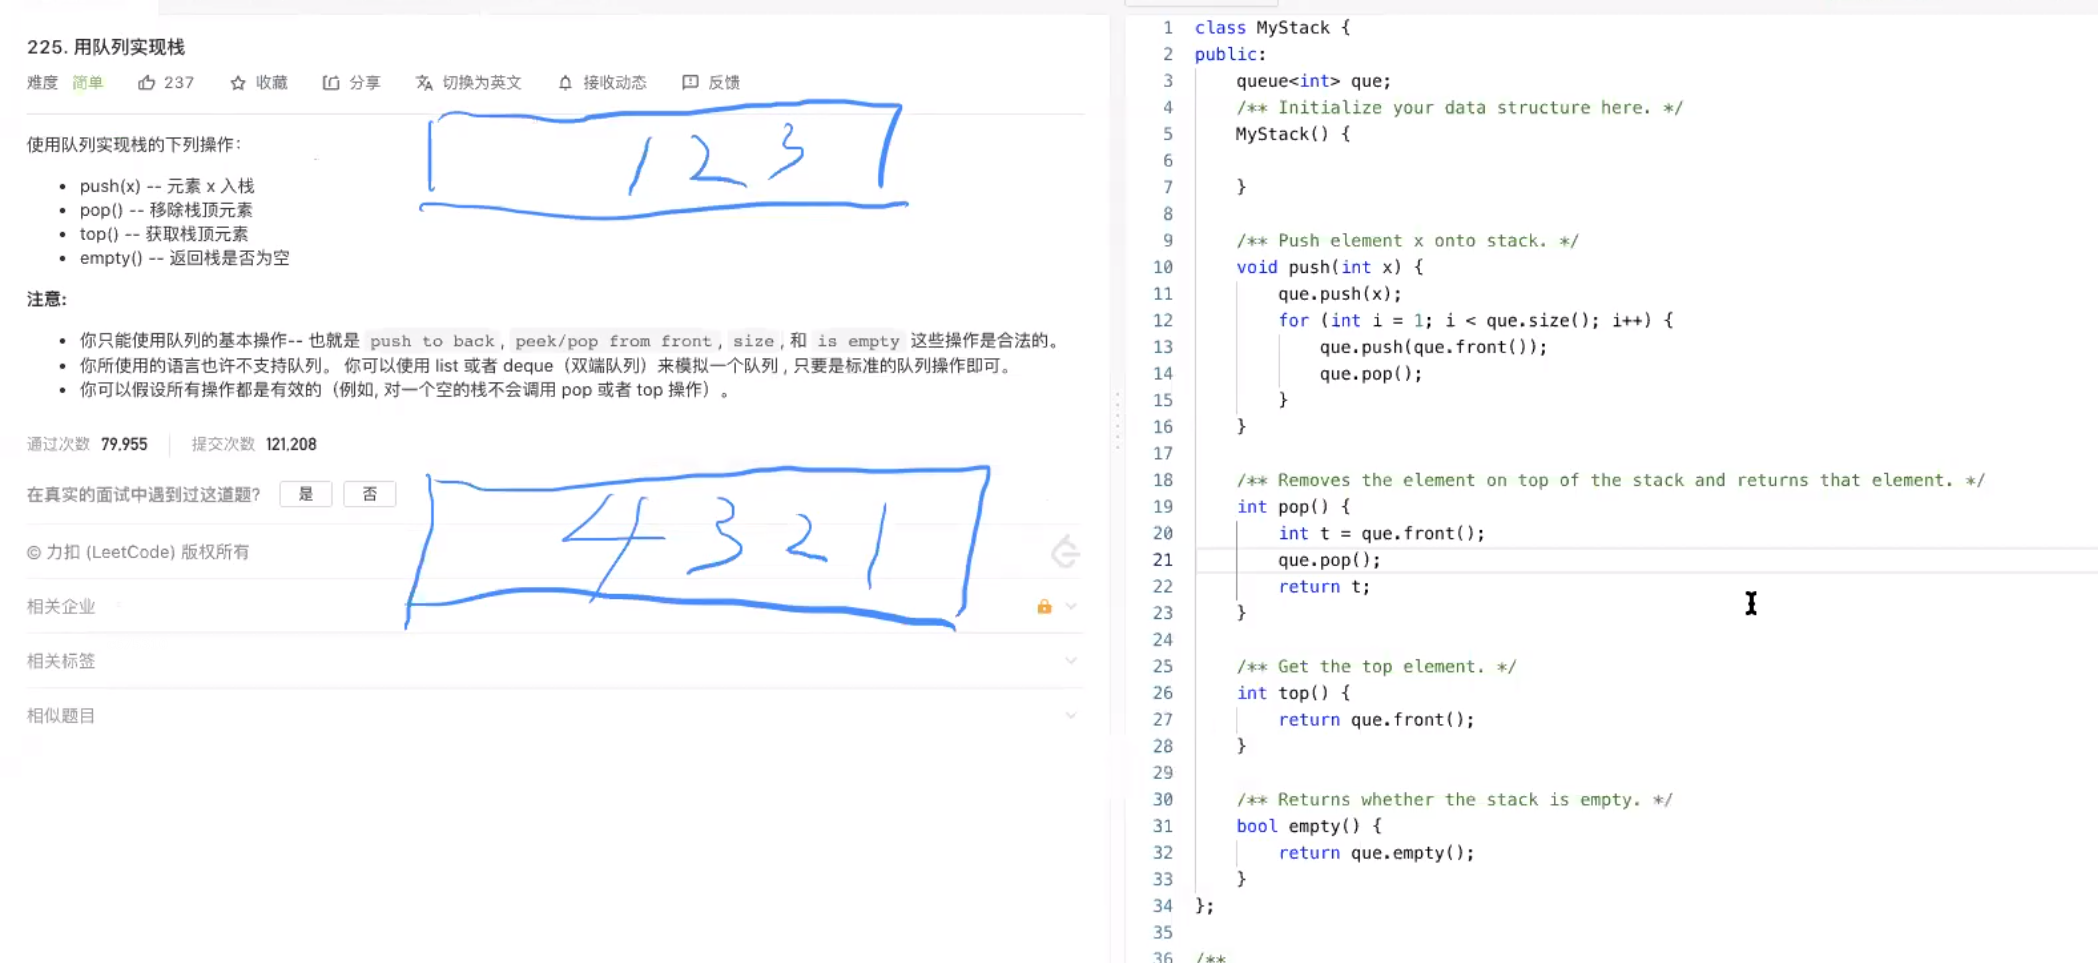 225. 用队列实现栈
难度 简单 237 收藏 分享 切换为英文 接收动态 反馈
1 2 3
使用队列实现栈的下列操作：
• push(x) -- 元素 x 入栈
• pop() -- 移除栈顶元素
• top() -- 获取栈顶元素
• empty() -- 返回栈是否为空
注意:
• 你只能使用队列的基本操作-- 也就是 push to back, peek/pop from front, size, 和 is empty 这些操作是合法的。
• 你所使用的语言也许不支持队列。 你可以使用 list 或者 deque（双端队列）来模拟一个队列 , 只要是标准的队列操作即可。
• 你可以假设所有操作都是有效的（例如, 对一个空的栈不会调用 pop 或者 top 操作）。
通过次数 79,955 提交次数 121,208
在真实的面试中遇到过这道题? 是 否
4 3 2 1
© 力扣 (LeetCode) 版权所有
相关企业
相关标签
相似题目
1 class MyStack {
2 public:
3 queue<int> que;
4 /** Initialize your data structure here. */
5 MyStack() {
6
7 }
8
9 /** Push element x onto stack. */
10 void push(int x) {
11 que.push(x);
12 for (int i = 1; i < que.size(); i++) {
13 que.push(que.front());
14 que.pop();
15 }
16 }
17
18 /** Removes the element on top of the stack and returns that element. */
19 int pop() {
20 int t = que.front();
21 que.pop();
22 return t;
23 }
24
25 /** Get the top element. */
26 int top() {
27 return que.front();
28 }
29
30 /** Returns whether the stack is empty. */
31 bool empty() {
32 return que.empty();
33 }
34 };
35
36 /**